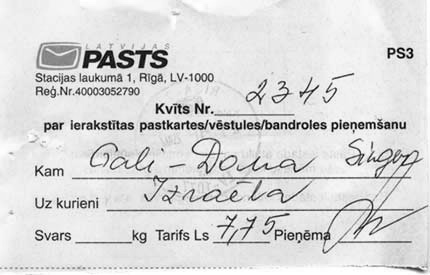 LATVIJAS
PASTS PS3
Stacijas laukumā 1, Rīgā, LV-1000
Reģ.Nr.40003052790
Kvīts Nr. 2345
par ierakstītas pastkartes/vēstules/bandroles pieņemšanu
Kam Gali-Dana Singer
Uz kurieni Izraēla
Svars ______kg Tarifs Ls 7,75 Pieņēma